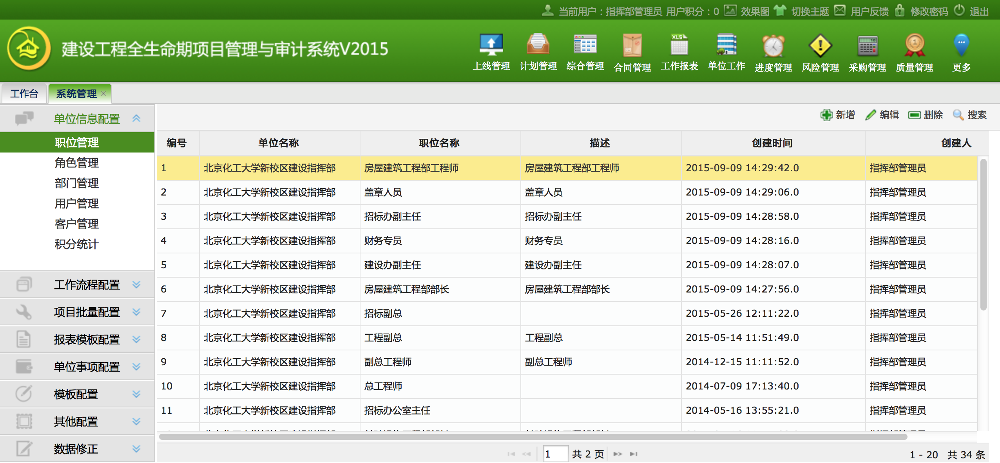 当前用户：指挥部管理员 用户积分：0 效果图 切换主题 用户反馈 修改密码 退出
建设工程全生命期项目管理与审计系统V2015
上线管理 计划管理 综合管理 合同管理 工作报表 单位工作 进度管理 风险管理 采购管理 质量管理 更多
XLS
工作台 系统管理
单位信息配置
职位管理
角色管理
部门管理
用户管理
客户管理
积分统计
工作流程配置
项目批量配置
报表模板配置
单位事项配置
模板配置
其他配置
数据修正
新增 编辑 删除 搜索
编号 单位名称 职位名称 描述 创建时间 创建人
1 北京化工大学新校区建设指挥部 房屋建筑工程部工程师 房屋建筑工程部工程师 2015-09-09 14:29:42.0 指挥部管理员
2 北京化工大学新校区建设指挥部 盖章人员 盖章人员 2015-09-09 14:29:06.0 指挥部管理员
3 北京化工大学新校区建设指挥部 招标办副主任 招标办副主任 2015-09-09 14:28:58.0 指挥部管理员
4 北京化工大学新校区建设指挥部 财务专员 财务专员 2015-09-09 14:28:16.0 指挥部管理员
5 北京化工大学新校区建设指挥部 建设办副主任 建设办副主任 2015-09-09 14:28:07.0 指挥部管理员
6 北京化工大学新校区建设指挥部 房屋建筑工程部部长 房屋建筑工程部部长 2015-09-09 14:27:56.0 指挥部管理员
7 北京化工大学新校区建设指挥部 招标副总 2015-05-26 12:11:22.0 指挥部管理员
8 北京化工大学新校区建设指挥部 工程副总 工程副总 2015-05-14 11:51:49.0 指挥部管理员
9 北京化工大学新校区建设指挥部 副总工程师 副总工程师 2014-12-15 11:11:52.0 指挥部管理员
10 北京化工大学新校区建设指挥部 总工程师 2014-07-09 17:13:40.0 指挥部管理员
11 北京化工大学新校区建设指挥部 招标办公室主任 2014-05-16 13:55:21.0 指挥部管理员
1 共 2 页
1 - 20 共 34 条